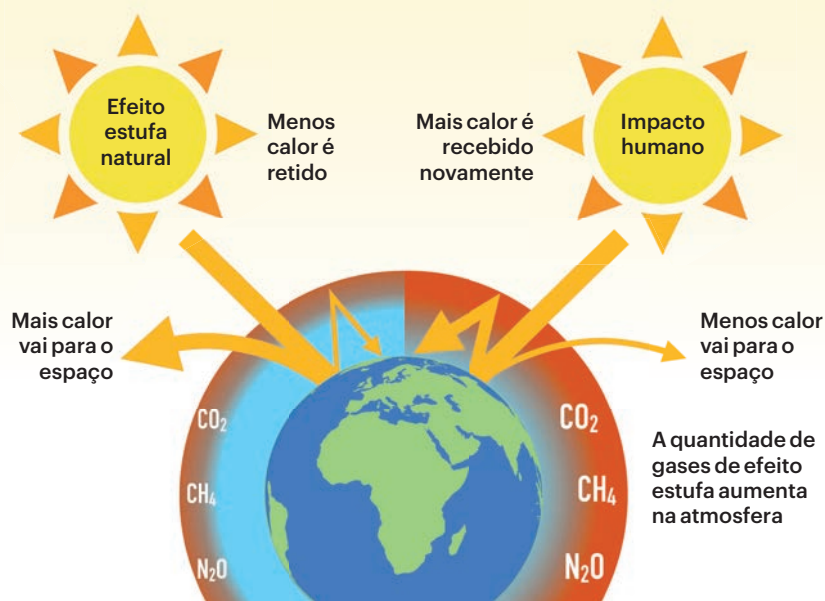 Efeito
estufa
natural
Menos
calor é
retido
Mais calor é
recebido
novamente
Impacto
humano
Mais calor
vai para o
espaço
Menos calor
vai para o
espaço
CO₂
CH₄
N₂O
CO₂
CH₄
N₂O
A quantidade de
gases de efeito
estufa aumenta
na atmosfera